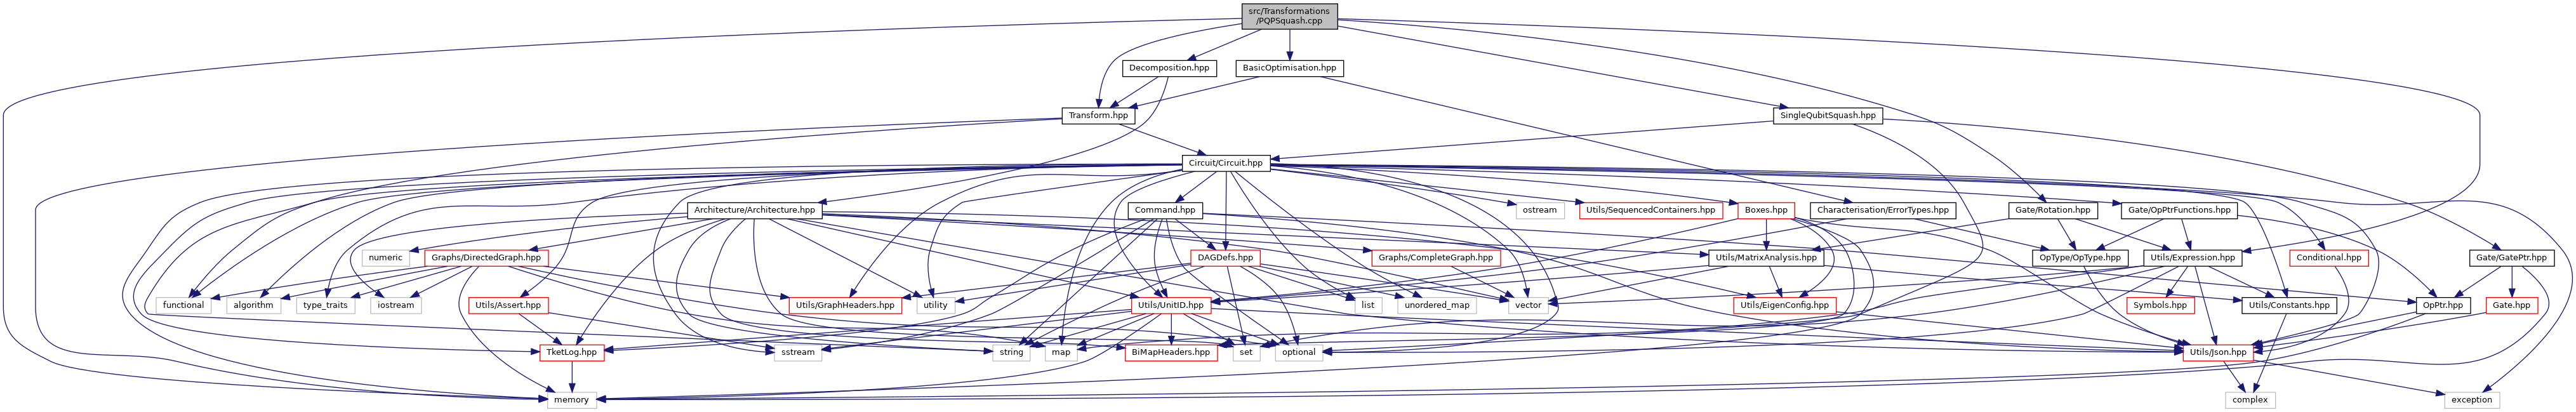 src/Transformations
/PQPSquash.cpp
Decomposition.hpp
BasicOptimisation.hpp
Transform.hpp
SingleQubitSquash.hpp
Circuit/Circuit.hpp
Architecture/Architecture.hpp
Command.hpp
ostream
Utils/SequencedContainers.hpp
Boxes.hpp
Characterisation/ErrorTypes.hpp
Gate/Rotation.hpp
Gate/OpPtrFunctions.hpp
numeric
Graphs/DirectedGraph.hpp
DAGDefs.hpp
Graphs/CompleteGraph.hpp
Utils/MatrixAnalysis.hpp
OpType/OpType.hpp
Utils/Expression.hpp
Conditional.hpp
Gate/GatePtr.hpp
functional
algorithm
type_traits
iostream
Utils/Assert.hpp
Utils/GraphHeaders.hpp
utility
Utils/UnitID.hpp
list
unordered_map
vector
Utils/EigenConfig.hpp
Symbols.hpp
Utils/Constants.hpp
OpPtr.hpp
Gate.hpp
TketLog.hpp
sstream
string
map
BiMapHeaders.hpp
set
optional
Utils/Json.hpp
memory
complex
exception